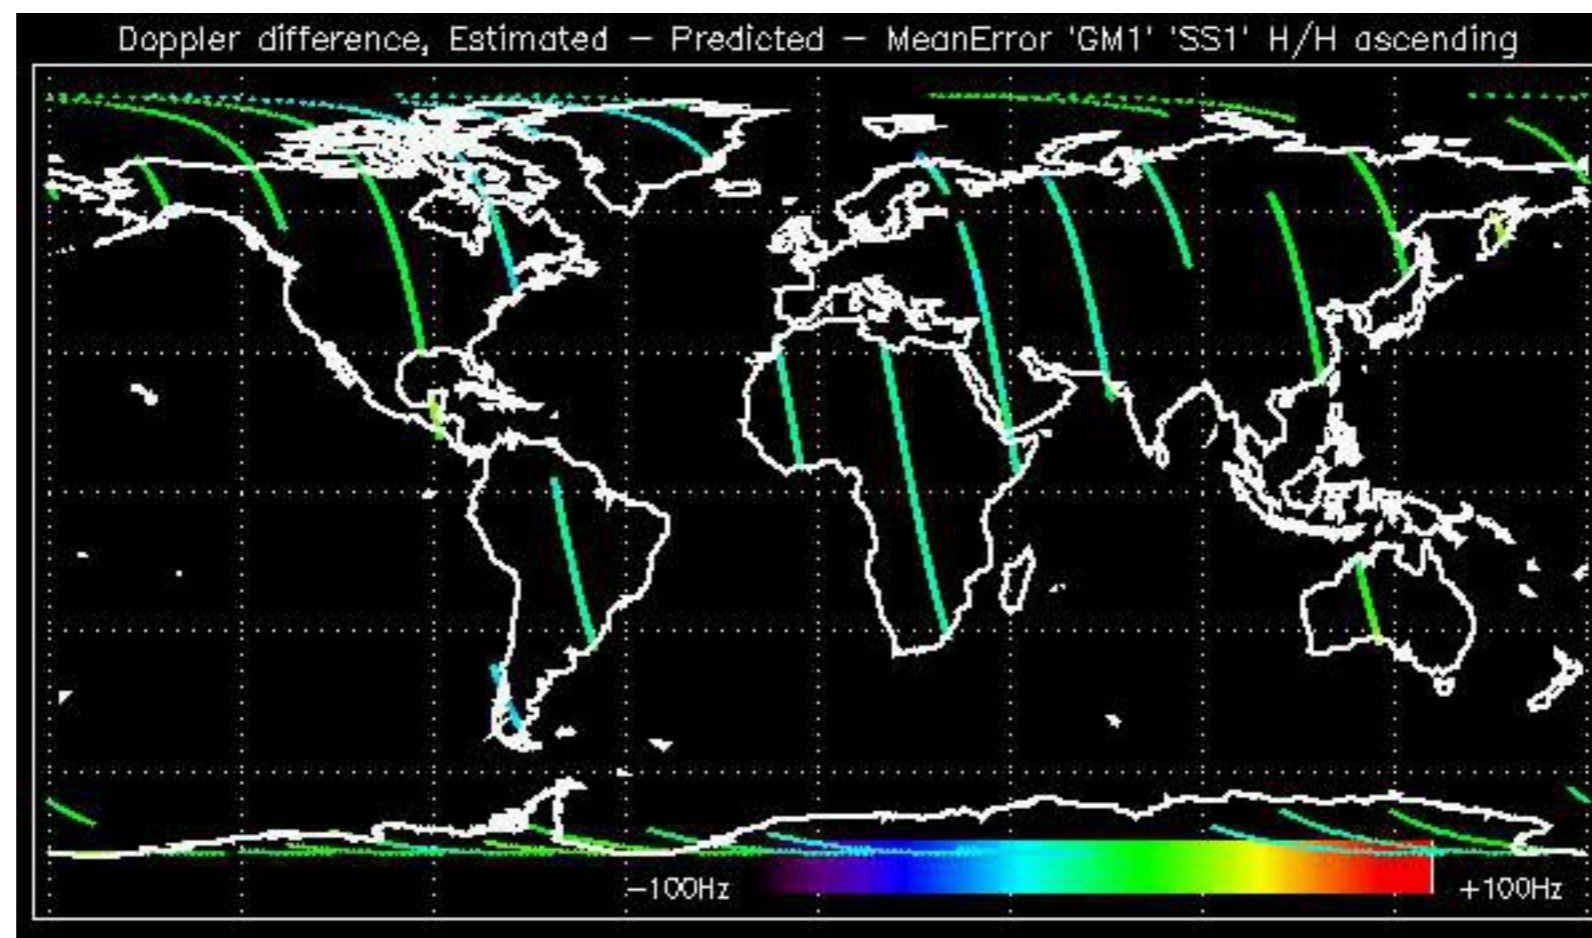 Doppler difference, Estimated – Predicted – MeanError 'GM1' 'SS1' H/H ascending
–100Hz +100Hz